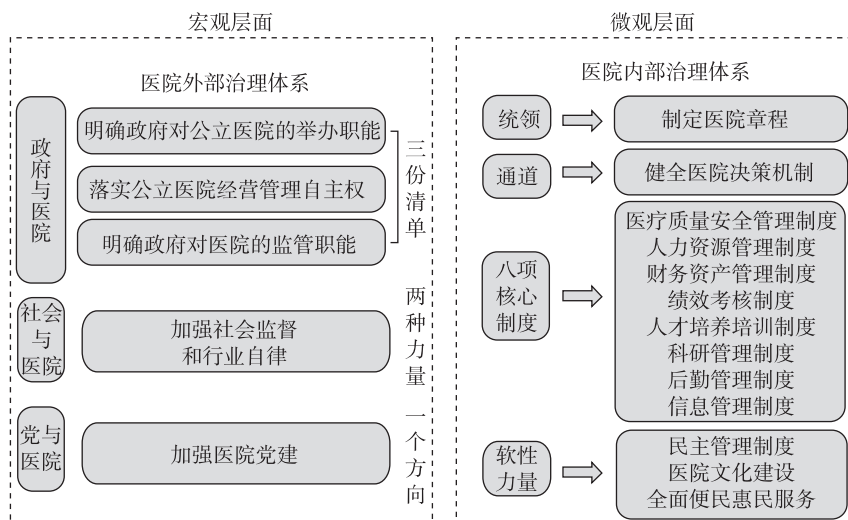 宏观层面
医院外部治理体系
政府与医院
明确政府对公立医院的举办职能
落实公立医院经营管理自主权
明确政府对医院的监管职能
三份清单
社会
与
医院
加强社会监督
和行业自律
两种力量
党与
医院
加强医院党建
一个方向
微观层面
医院内部治理体系
统领
制定医院章程
通道
健全医院决策机制
八项
核心
制度
医疗质量安全管理制度
人力资源管理制度
财务资产管理制度
绩效考核制度
人才培养培训制度
科研管理制度
后勤管理制度
信息管理制度
软性
力量
民主管理制度
医院文化建设
全面便民惠民服务